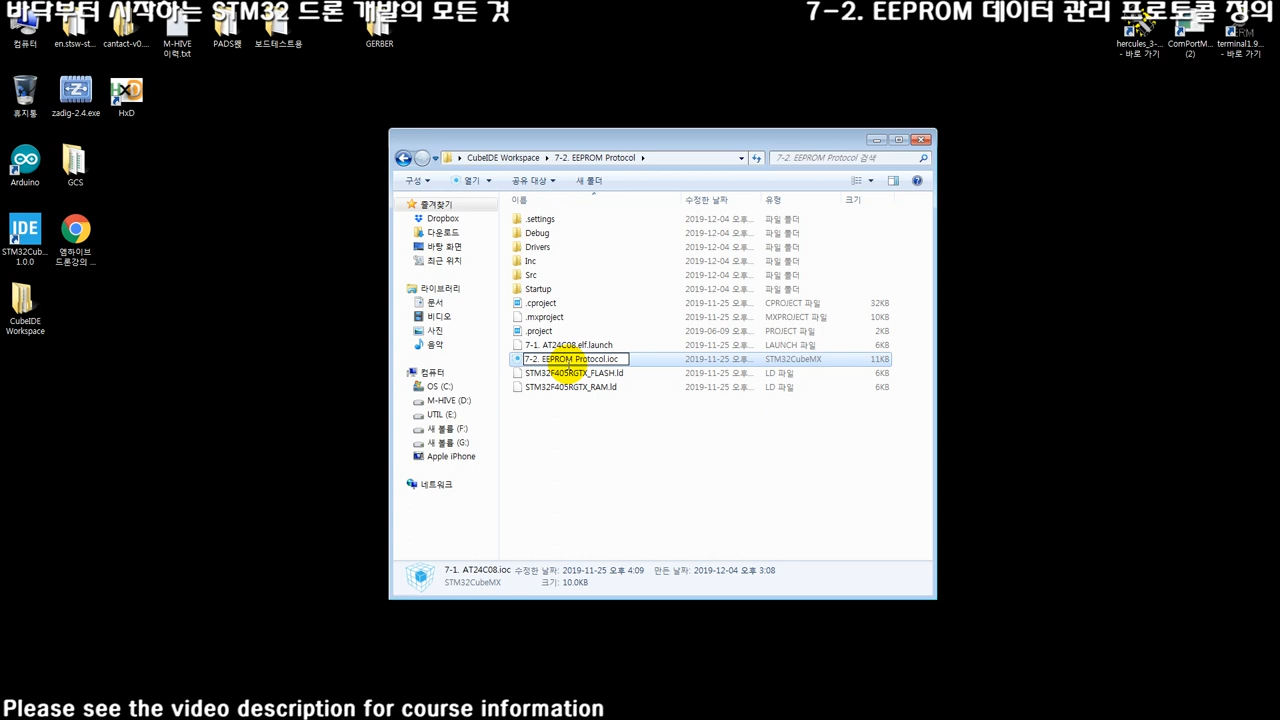 바닥부터 시작하는 STM32 드론 개발의 모든 것
7-2. EEPROM 데이터 관리 프로토콜 정의
컴퓨터
en.stsw-st...
cantact-v0....
M-HIVE
이력.txt
PADS뷁
보드테스트용
GERBER
hercules_3-...
- 바로 가기
ComPortM...
(2)
terminal1.9...
- 바로 가기
휴지통
zadig-2.4.exe
HxD
Arduino
GCS
STM32Cub...
1.0.0
엠하이브
드론강의 ...
CubeIDE
Workspace
CubeIDE Workspace
7-2. EEPROM Protocol
7-2. EEPROM Protocol 검색
구성
열기
공유 대상
새 폴더
이름
수정한 날짜
유형
크기
즐겨찾기
Dropbox
다운로드
바탕 화면
최근 위치
라이브러리
문서
비디오
사진
음악
컴퓨터
OS (C:)
M-HIVE (D:)
UTIL (E:)
새 볼륨 (F:)
새 볼륨 (G:)
Apple iPhone
네트워크
.settings 2019-12-04 오후... 파일 폴더
Debug 2019-12-04 오후... 파일 폴더
Drivers 2019-12-04 오후... 파일 폴더
Inc 2019-12-04 오후... 파일 폴더
Src 2019-12-04 오후... 파일 폴더
Startup 2019-12-04 오후... 파일 폴더
.cproject 2019-11-25 오후... CPROJECT 파일 32KB
.mxproject 2019-11-25 오후... MXPROJECT 파일 10KB
.project 2019-06-09 오후... PROJECT 파일 2KB
7-1. AT24C08.elf.launch 2019-11-25 오후... LAUNCH 파일 6KB
7-2. EEPROM Protocol.ioc 2019-11-25 오후... STM32CubeMX 11KB
STM32F405RGTX_FLASH.ld 2019-11-25 오후... LD 파일 6KB
STM32F405RGTX_RAM.ld 2019-11-25 오후... LD 파일 6KB
7-1. AT24C08.ioc 수정한 날짜: 2019-11-25 오후 4:09 만든 날짜: 2019-12-04 오후 3:08
STM32CubeMX 크기: 10.0KB
Please see the video description for course information